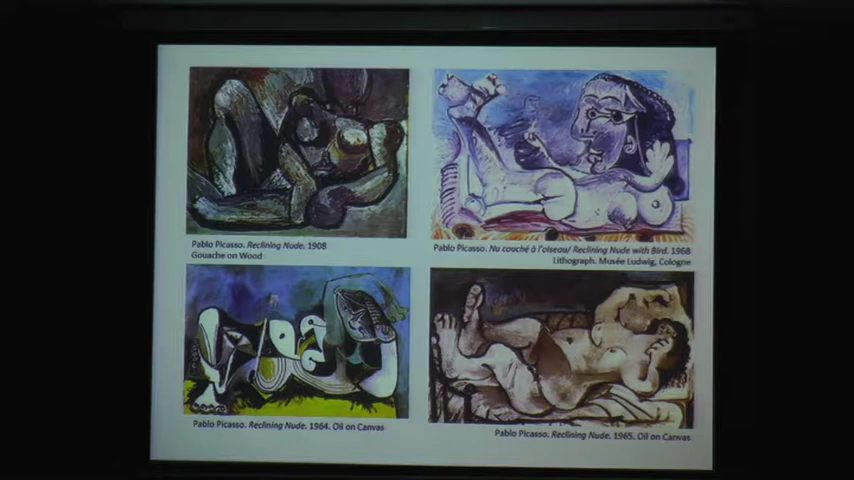 Pablo Picasso. Reclining Nude. 1908
Gouache on Wood
Pablo Picasso. Nu couché à l'oiseau/ Reclining Nude with Bird. 1968
Lithograph. Musée Ludwig, Cologne
Pablo Picasso. Reclining Nude. 1964. Oil on Canvas
Pablo Picasso. Reclining Nude. 1965. Oil on Canvas